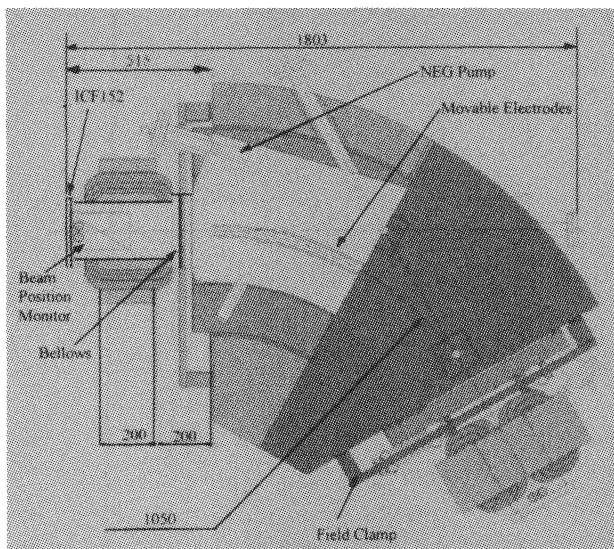 1803
515
ICF152
NEG Pump
Movable Electrodes
Beam
Position
Monitor
Bellows
200
200
1050
Field Clamp